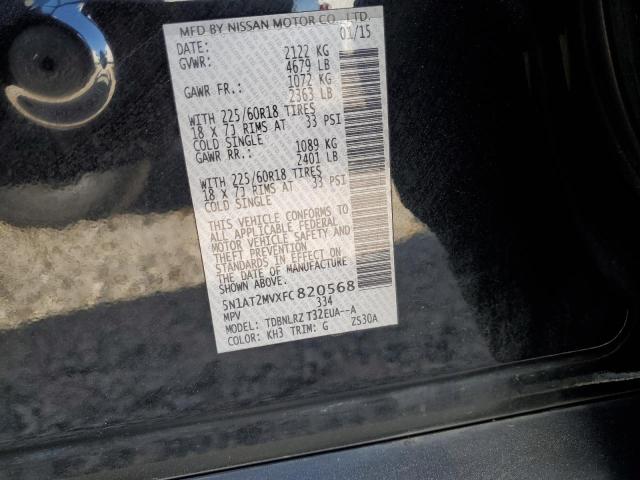 MFD BY NISSAN MOTOR CO., LTD.
DATE: 01/15
GVWR: 2122 KG
4679 LB
GAWR FR.: 1072 KG
2363 LB
WITH 225/60R18 TIRES
18 X 7J RIMS AT 33 PSI
COLD SINGLE
GAWR RR.: 1089 KG
2401 LB
WITH 225/60R18 TIRES
18 X 7J RIMS AT 33 PSI
COLD SINGLE
THIS VEHICLE CONFORMS TO
ALL APPLICABLE FEDERAL
MOTOR VEHICLE SAFETY AND
THEFT PREVENTION
STANDARDS IN EFFECT ON
THE DATE OF MANUFACTURE
SHOWN ABOVE.
5N1AT2MVXFC820568
MPV 334
MODEL: TDBNLRZ T32EUA--A
COLOR: KH3 TRIM: G ZS30A